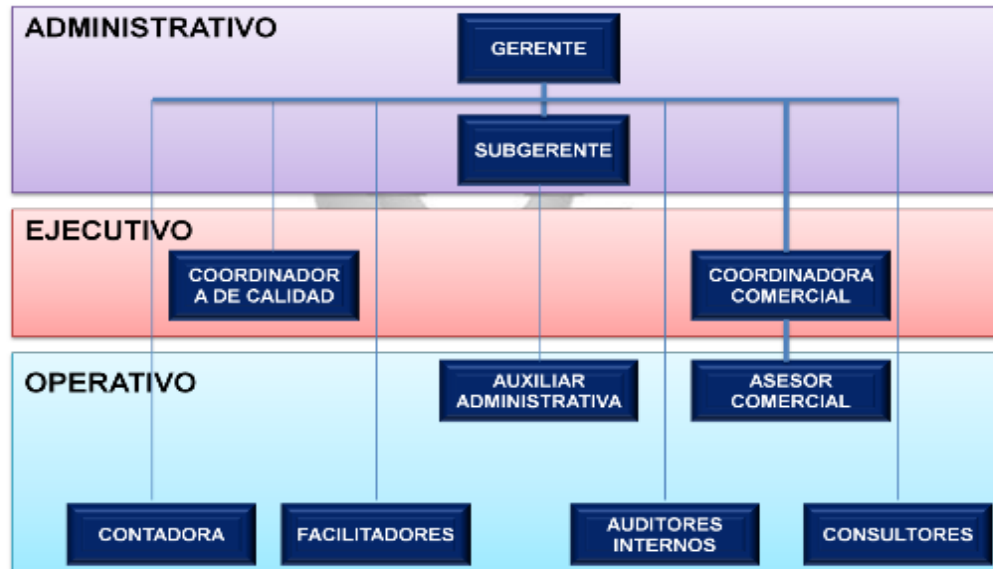 ADMINISTRATIVO
GERENTE
SUBGERENTE
EJECUTIVO
COORDINADOR
A DE CALIDAD
COORDINADORA
COMERCIAL
OPERATIVO
AUXILIAR
ADMINISTRATIVA
ASESOR
COMERCIAL
CONTADORA
FACILITADORES
AUDITORES
INTERNOS
CONSULTORES